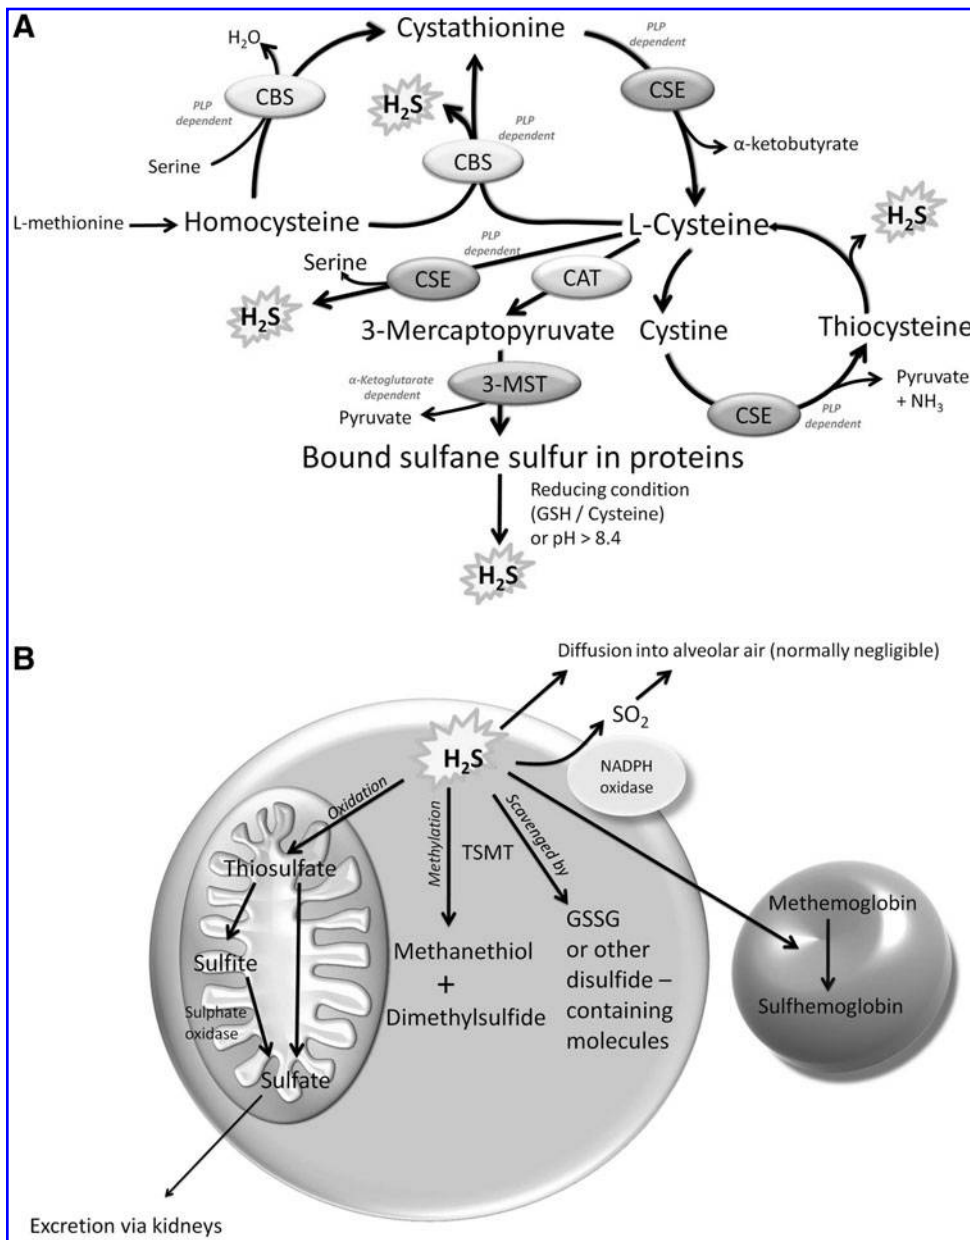 A
Cystathionine
PLP
dependent
H₂O
CBS
H₂S
PLP
dependent
CSE
PLP
dependent
α-ketobutyrate
Serine
CBS
L-methionine
Homocysteine
L-Cysteine
H₂S
PLP
dependent
Serine
CSE
CAT
H₂S
3-Mercaptopyruvate
Cystine
Thiocysteine
α-Ketoglutarate
dependent
3-MST
Pyruvate
CSE
PLP
dependent
Pyruvate
+ NH₃
Bound sulfane sulfur in proteins
Reducing condition
(GSH / Cysteine)
or pH > 8.4
H₂S
B
Diffusion into alveolar air (normally negligible)
SO₂
H₂S
NADPH
oxidase
Oxidation
Methylation
TSMT
Scavenged by
Thiosulfate
Methemoglobin
GSSG
or other
disulfide –
containing
molecules
Methanethiol
+
Dimethylsulfide
Sulfite
Sulphate
oxidase
Sulfhemoglobin
Sulfate
Excretion via kidneys